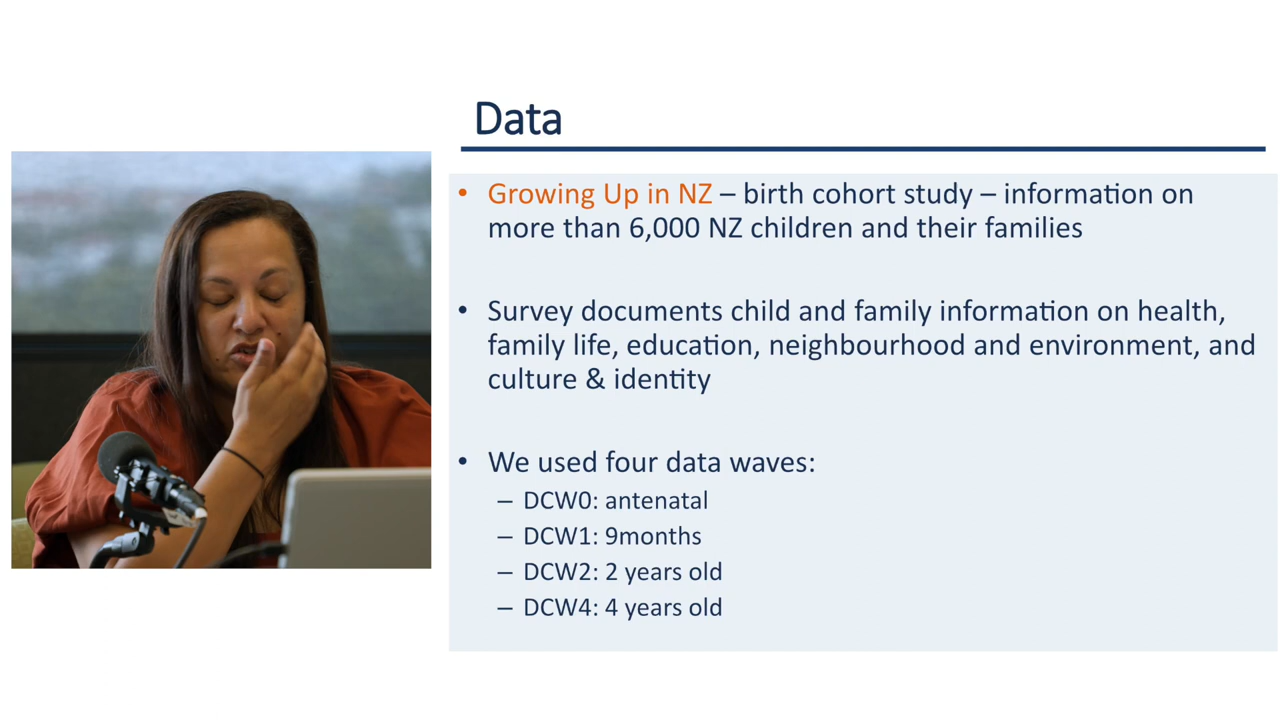 Data
• Growing Up in NZ – birth cohort study – information on
more than 6,000 NZ children and their families
• Survey documents child and family information on health,
family life, education, neighbourhood and environment, and
culture & identity
• We used four data waves:
– DCW0: antenatal
– DCW1: 9months
– DCW2: 2 years old
– DCW4: 4 years old